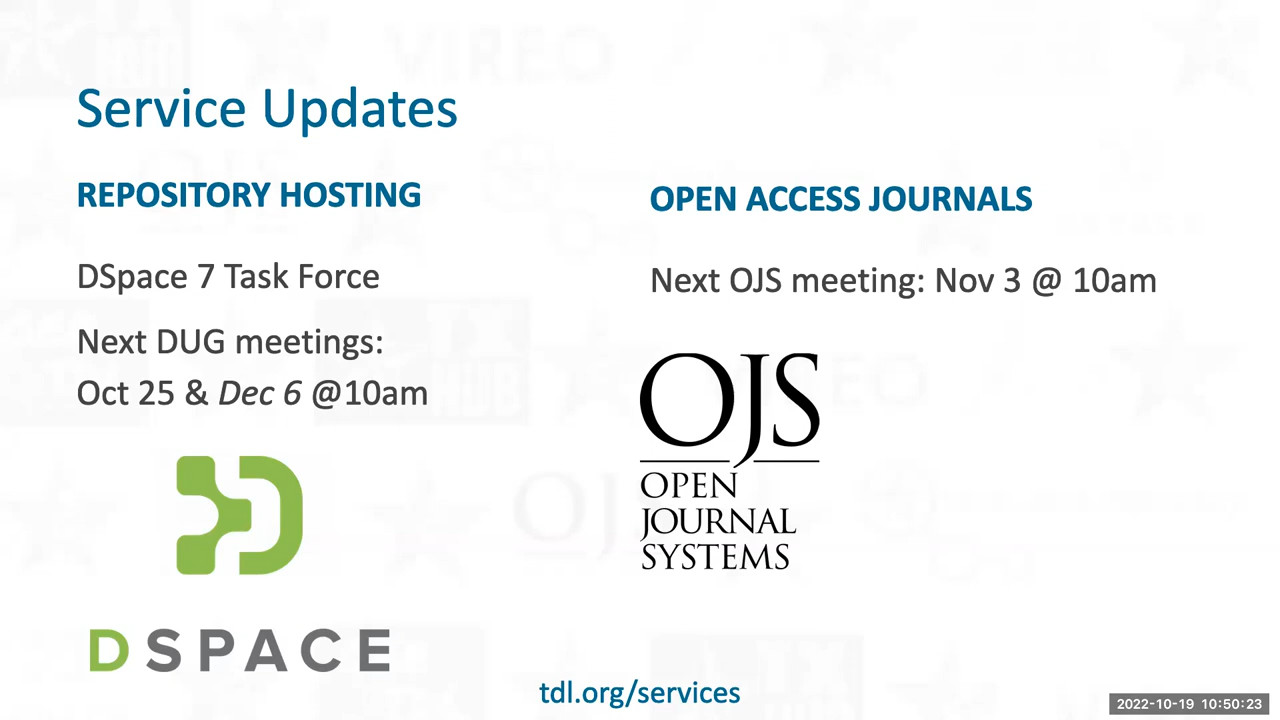 Service Updates
REPOSITORY HOSTING
DSpace 7 Task Force
Next DUG meetings:
Oct 25 & Dec 6 @10am
DSPACE
OPEN ACCESS JOURNALS
Next OJS meeting: Nov 3 @ 10am
OJS
OPEN
JOURNAL
SYSTEMS
tdl.org/services
2022-10-19 10:50:23
VIREO
OJ